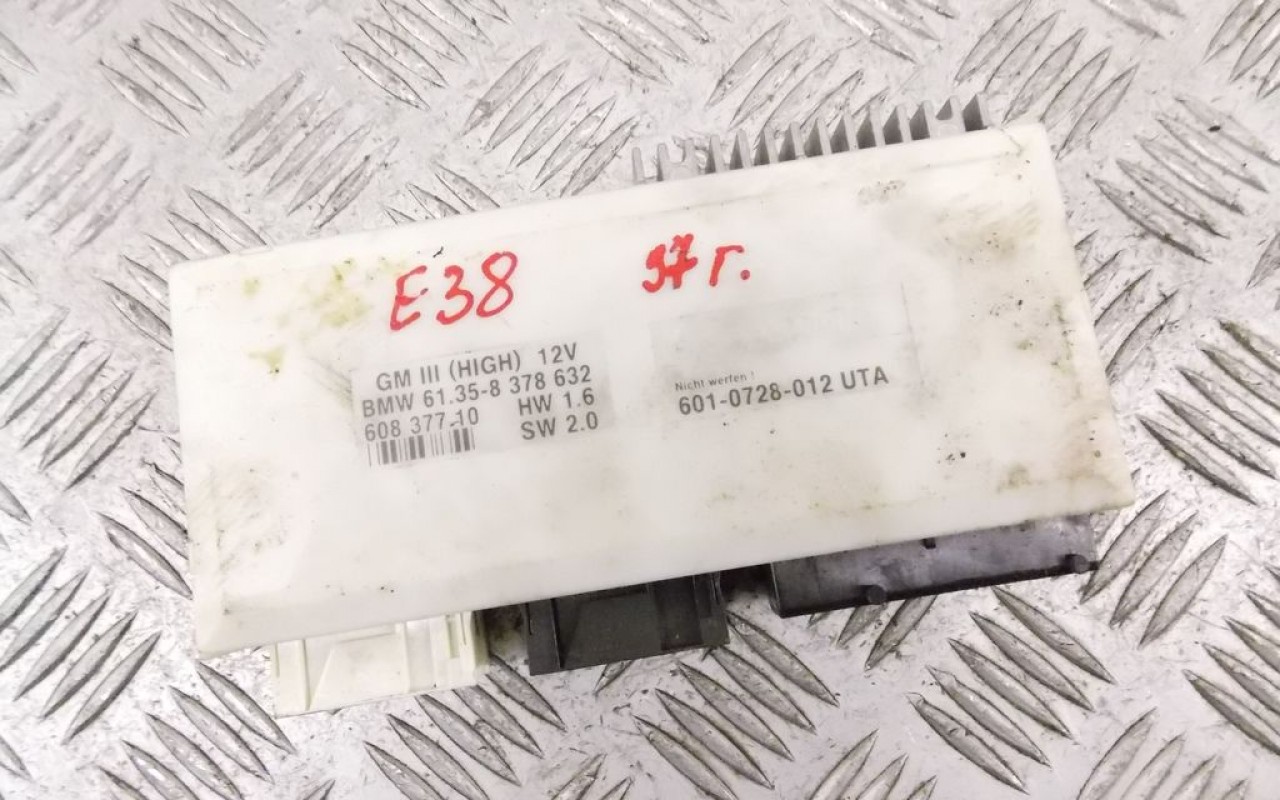 E38 97г.
GM III (HIGH) 12V
BMW 61.35-8 378 632
608 377.10 HW 1.6
SW 2.0
Nicht werfen !
601-0728-012 UTA